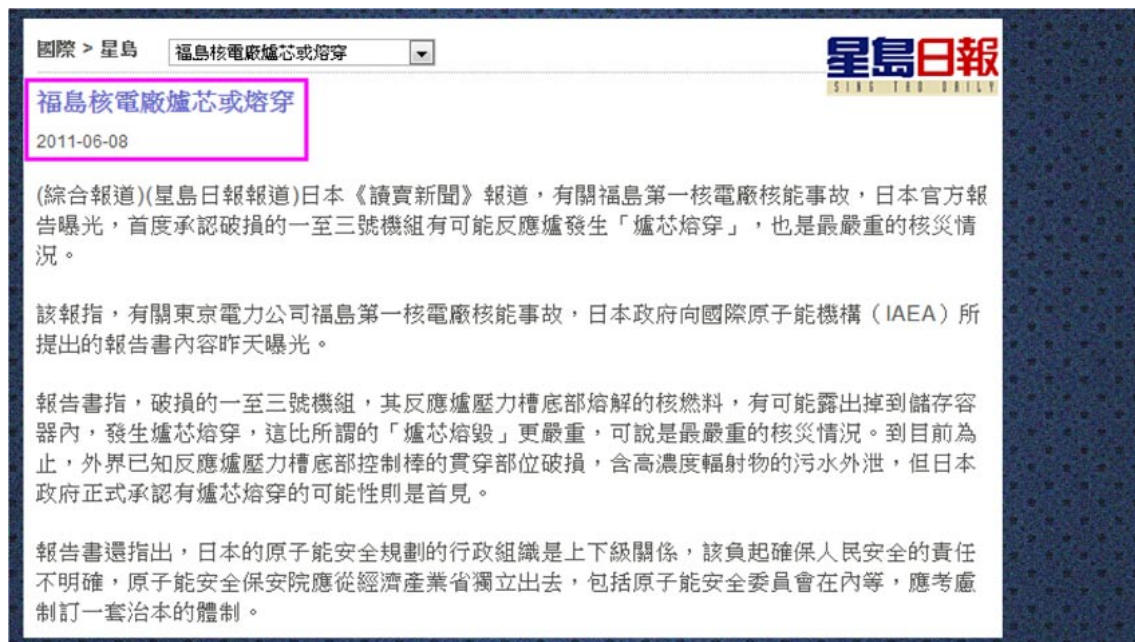 國際 > 星島
福島核電廠爐芯或熔穿
星島日報
SING TAO DAILY
福島核電廠爐芯或熔穿
2011-06-08
(綜合報道)(星島日報報道)日本《讀賣新聞》報道，有關福島第一核電廠核能事故，日本官方報
告曝光，首度承認破損的一至三號機組有可能反應爐發生「爐芯熔穿」，也是最嚴重的核災情
況。
該報指，有關東京電力公司福島第一核電廠核能事故，日本政府向國際原子能機構（IAEA）所
提出的報告書內容昨天曝光。
報告書指，破損的一至三號機組，其反應爐壓力槽底部熔解的核燃料，有可能露出掉到儲存容
器內，發生爐芯熔穿，這比所謂的「爐芯熔毀」更嚴重，可說是最嚴重的核災情況。到目前為
止，外界已知反應爐壓力槽底部控制棒的貫穿部位破損，含高濃度輻射物的污水外泄，但日本
政府正式承認有爐芯熔穿的可能性則是首見。
報告書還指出，日本的原子能安全規劃的行政組織是上下級關係，該負起確保人民安全的責任
不明確，原子能安全保安院應從經濟產業省獨立出去，包括原子能安全委員會在內等，應考慮
制訂一套治本的體制。